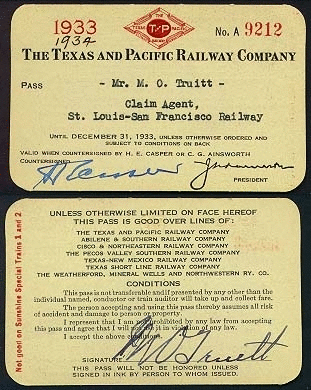 1933
1934
THE TEXAS T&P PACIFIC RY.
No. A 9212
THE TEXAS AND PACIFIC RAILWAY COMPANY
PASS - Mr. M. O. Truitt -
Claim Agent,
St. Louis-San Francisco Railway
UNTIL DECEMBER 31, 1933, UNLESS OTHERWISE ORDERED AND
SUBJECT TO CONDITIONS ON BACK
VALID WHEN COUNTERSIGNED BY H. E. CASPER or C. G. AINSWORTH
COUNTERSIGNED
PRESIDENT
Not good on Sunshine Special Trains 1 and 2
UNLESS OTHERWISE LIMITED ON FACE HEREOF
THIS PASS IS GOOD OVER LINES OF:
THE TEXAS AND PACIFIC RAILWAY COMPANY
ABILENE & SOUTHERN RAILWAY COMPANY
CISCO & NORTHEASTERN RAILWAY COMPANY
THE PECOS VALLEY SOUTHERN RAILWAY COMPANY
TEXAS-NEW MEXICO RAILWAY COMPANY
TEXAS SHORT LINE RAILWAY COMPANY
THE WEATHERFORD, MINERAL WELLS AND NORTHWESTERN RY. CO.
CONDITIONS
This pass is not transferable and if presented by any other than the
individual named, conductor or train auditor will take up and collect fare.
The person accepting and using this pass thereby assumes all risk
of accident and damage to person or property.
I represent that I am not prohibited by law from accepting
this pass and agree that I will not use it in violation of any law.
I accept the above conditions.
SIGNATURE M O Truitt
THIS PASS WILL NOT BE HONORED UNLESS
SIGNED IN INK BY PERSON TO WHOM ISSUED.